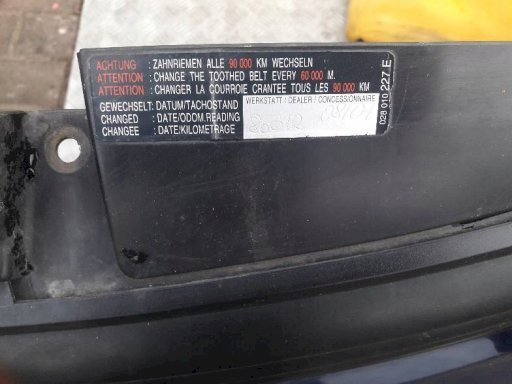 ACHTUNG : ZAHNRIEMEN ALLE 90 000 KM WECHSELN
ATTENTION : CHANGE THE TOOTHED BELT EVERY 60 000 M.
ATTENTION : CHANGER LA COURROIE CRANTÉE TOUS LES 90 000 KM
GEWECHSELT: DATUM/TACHOSTAND
CHANGED : DATE/ODOM.READING
CHANGEE : DATE/KILOMETRAGE
WERKSTATT / DEALER / CONCESSIONNAIRE
028 010 227 E